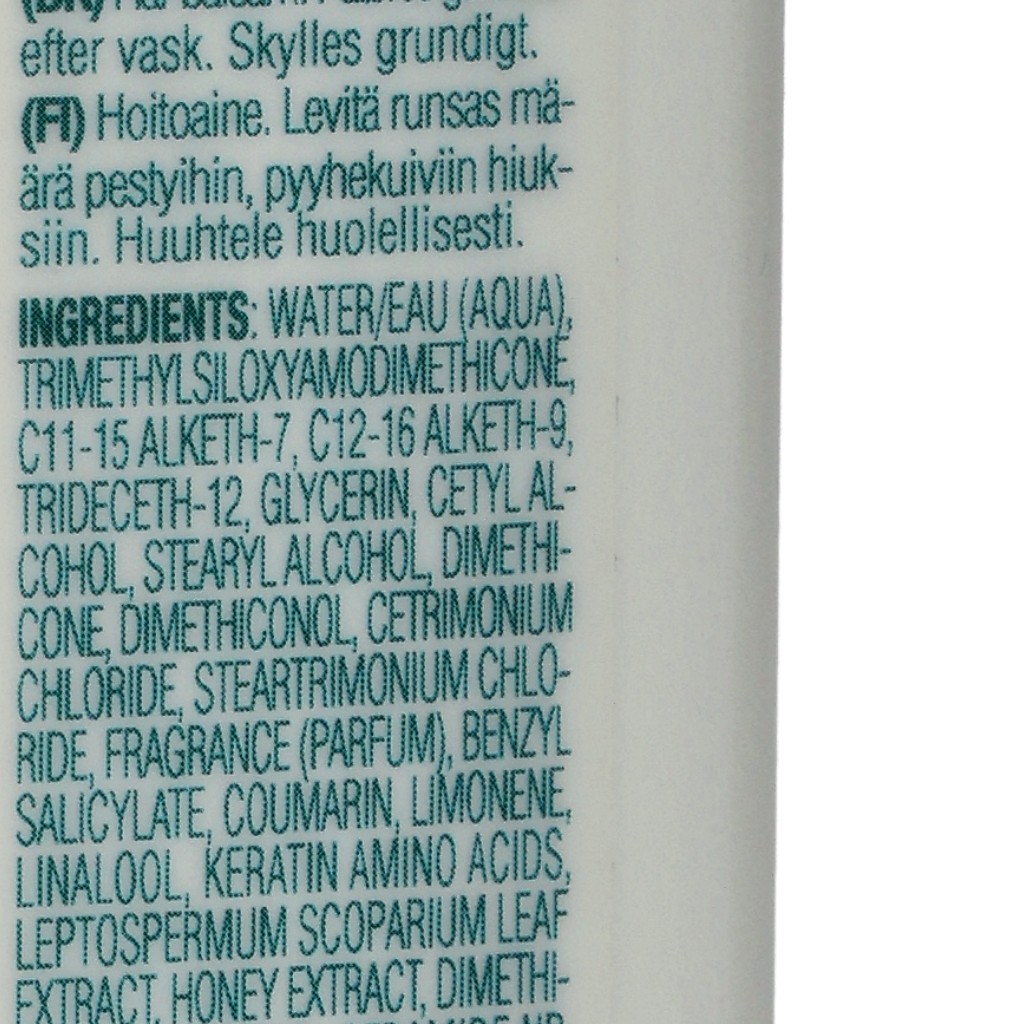 efter vask. Skylles grundigt.
(FI) Hoitoaine. Levitä runsas mä-
ärä pestyihin, pyyhekuiviin hiuk-
siin. Huuhtele huolellisesti.
INGREDIENTS: WATER/EAU (AQUA),
TRIMETHYLSILOXYAMODIMETHICONE,
C11-15 ALKETH-7, C12-16 ALKETH-9,
TRIDECETH-12, GLYCERIN, CETYL AL-
COHOL, STEARYL ALCOHOL, DIMETHI-
CONE, DIMETHICONOL, CETRIMONIUM
CHLORIDE, STEARTRIMONIUM CHLO-
RIDE, FRAGRANCE (PARFUM), BENZYL
SALICYLATE, COUMARIN, LIMONENE,
LINALOOL, KERATIN AMINO ACIDS,
LEPTOSPERMUM SCOPARIUM LEAF
EXTRACT, HONEY EXTRACT, DIMETHI-